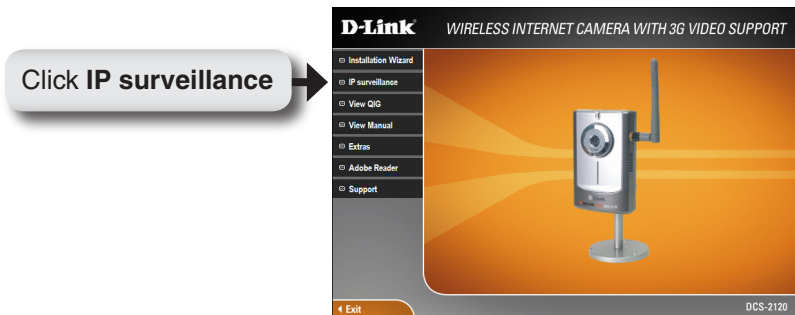 D-Link
WIRELESS INTERNET CAMERA WITH 3G VIDEO SUPPORT
Click IP surveillance
Installation Wizard
IP surveillance
View QIG
View Manual
Extras
Adobe Reader
Support
D-Link
Exit
DCS-2120